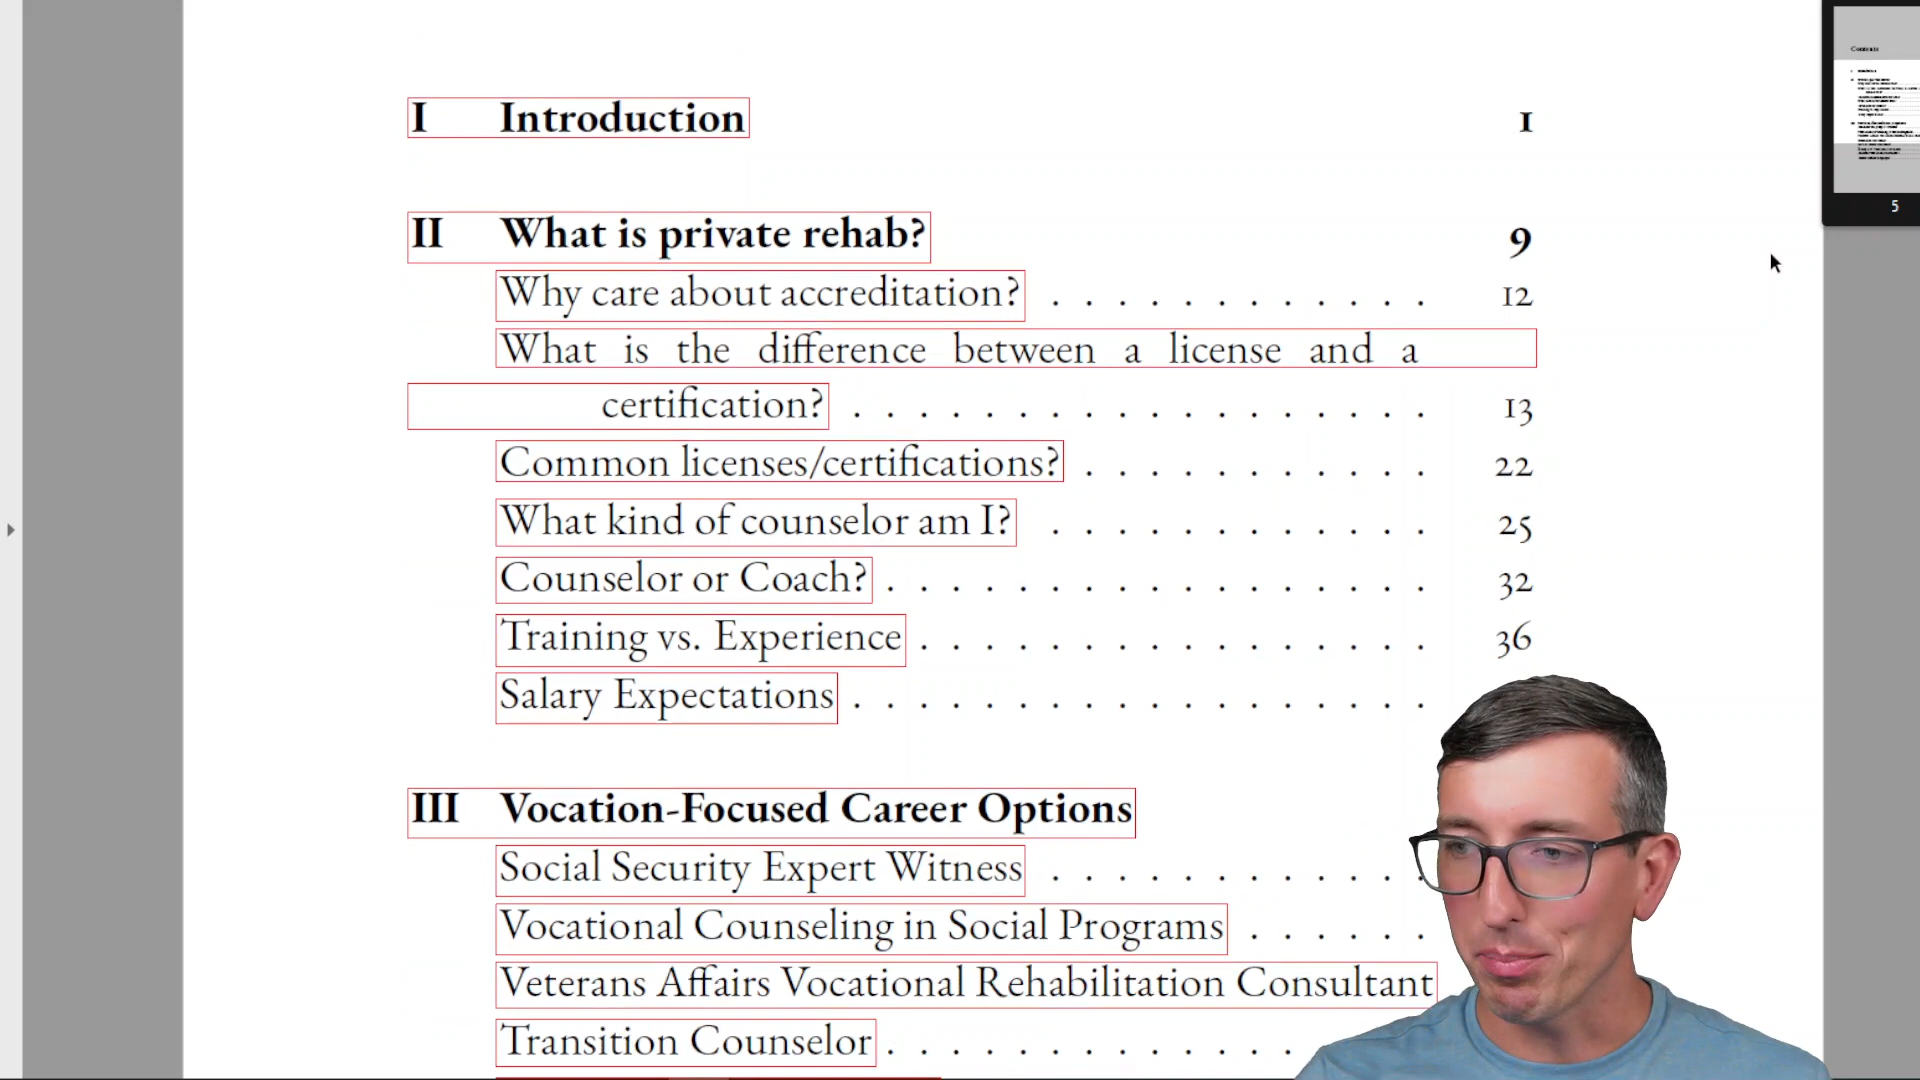 I Introduction 1
II What is private rehab? 9
Why care about accreditation? . . . . . . . . . . . . 12
What is the difference between a license and a
certification? . . . . . . . . . . . . . . . . . . 13
Common licenses/certifications? . . . . . . . . . . . 22
What kind of counselor am I? . . . . . . . . . . . . 25
Counselor or Coach? . . . . . . . . . . . . . . . . . 32
Training vs. Experience . . . . . . . . . . . . . . . . 36
Salary Expectations . . . . . . . . . . . . . . . . . .
III Vocation-Focused Career Options
Social Security Expert Witness . . . . . . . . . . . .
Vocational Counseling in Social Programs . . . . . .
Veterans Affairs Vocational Rehabilitation Consultant
Transition Counselor . . . . . . . . . . . . .
Contents
5